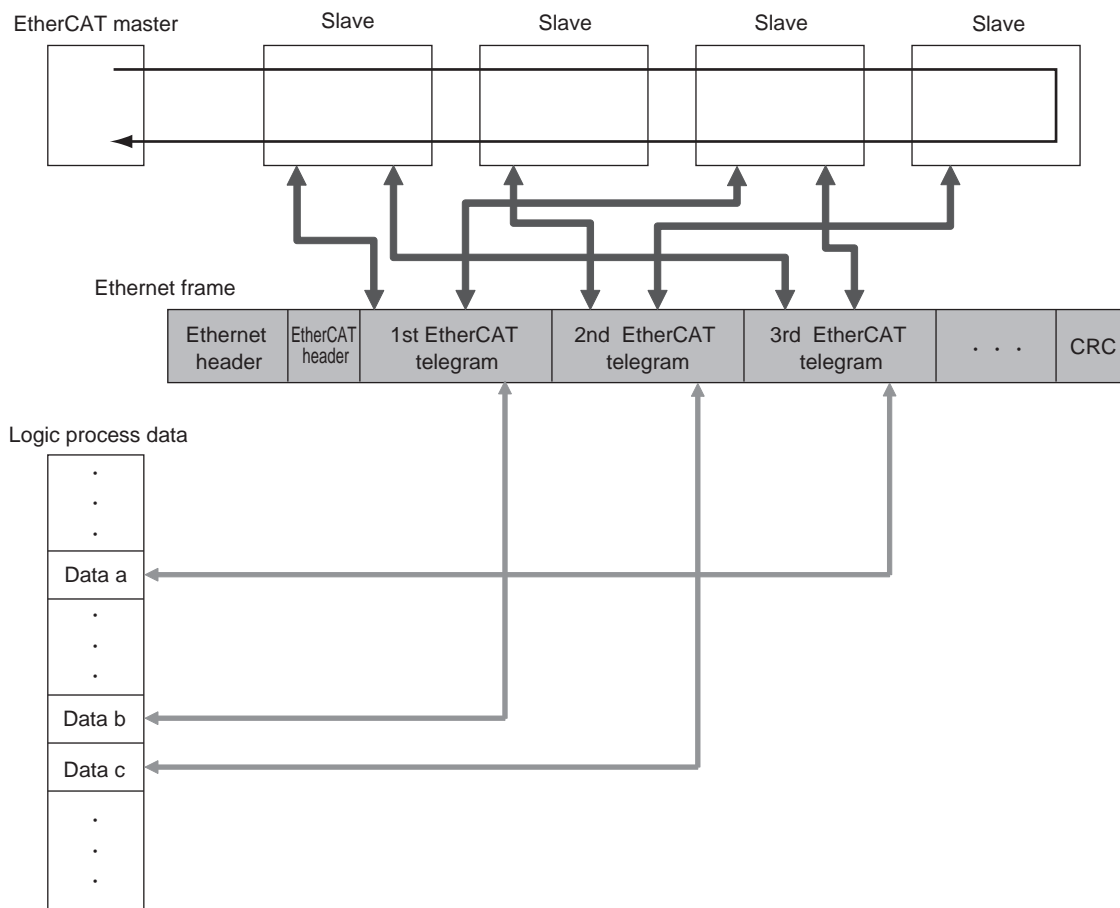 EtherCAT master
Slave
Slave
Slave
Slave
Ethernet frame
Ethernet
header
EtherCAT
header
1st EtherCAT
telegram
2nd EtherCAT
telegram
3rd EtherCAT
telegram
. . .
CRC
Logic process data
.
.
.
Data a
.
.
.
Data b
Data c
.
.
.